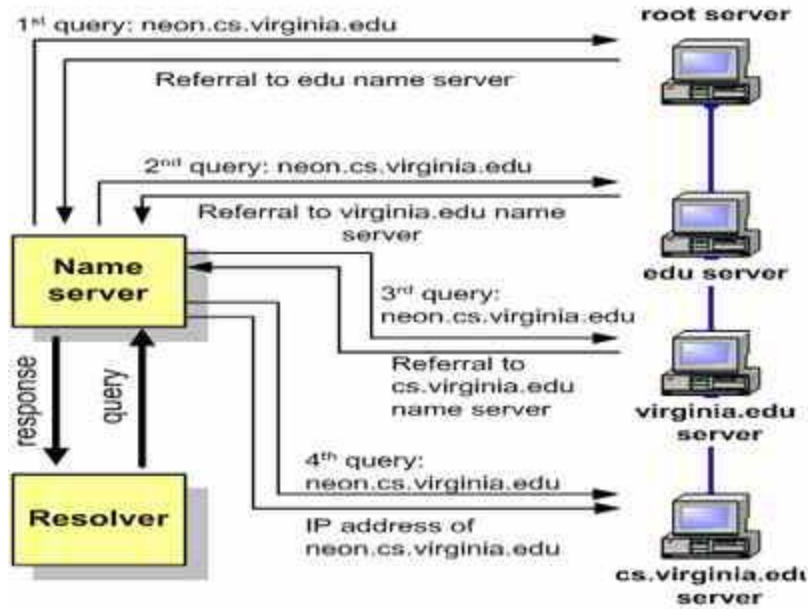 1st query: neon.cs.virginia.edu
root server
Referral to edu name server
2nd query: neon.cs.virginia.edu
Referral to virginia.edu name
server
edu server
Name
server
3rd query:
neon.cs.virginia.edu
Referral to
cs.virginia.edu
name server
virginia.edu
server
response
query
4th query:
neon.cs.virginia.edu
Resolver
IP address of
neon.cs.virginia.edu
cs.virginia.edu
server